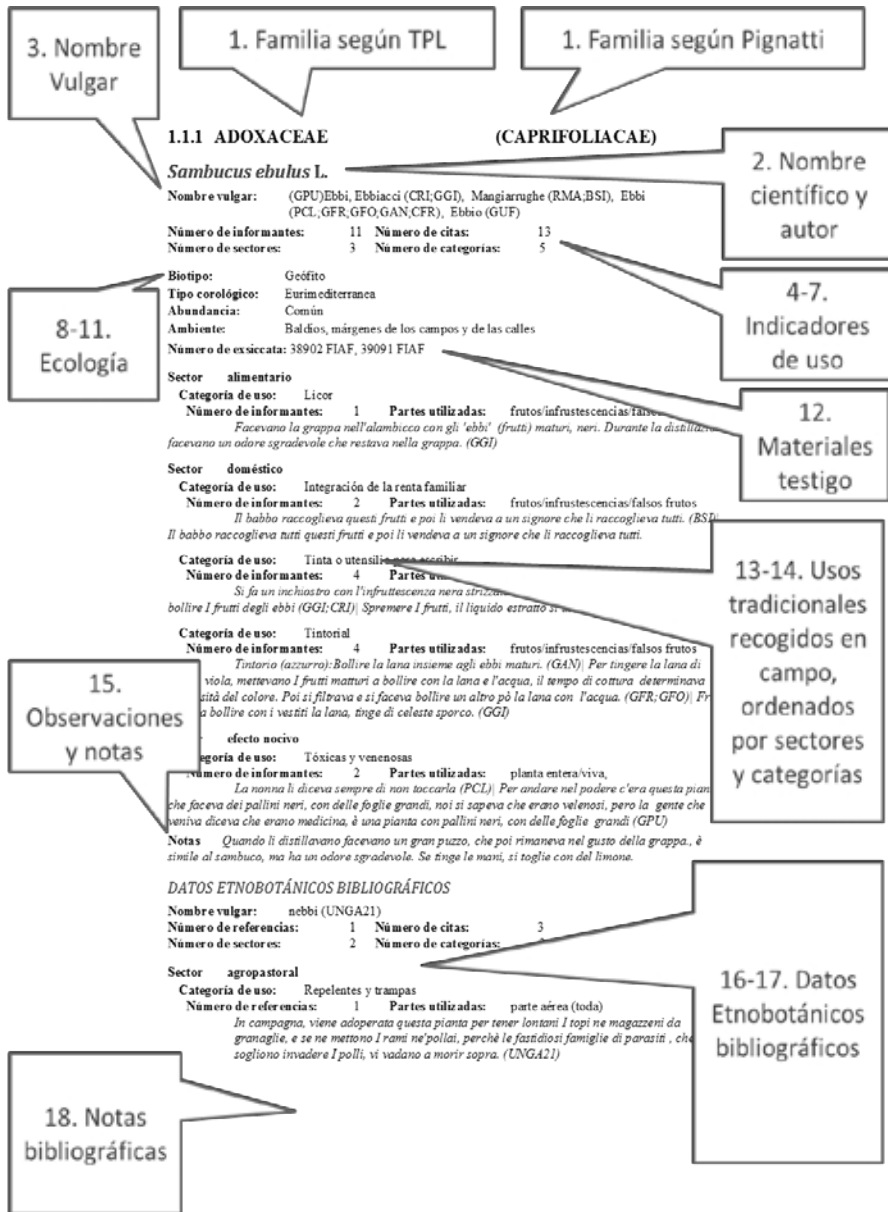 3. Nombre
Vulgar
1. Familia según TPL
1. Familia según Pignatti
1.1.1 ADOXACEAE (CAPRIFOLIACAE)
Sambucus ebulus L.
2. Nombre
científico y
autor
Nombre vulgar: (GPU)Ebbi, Ebbiacci (CRI;GGI), Mangiarrughe (RMA;BSI), Ebbi
(PCL;GFR;GFO;GAN;CFR), Ebbio (GUF)
Número de informantes: 11 Número de citas: 13
Número de sectores: 3 Número de categorías: 5
4-7.
Indicadores
de uso
Biotipo: Geófito
Tipo corológico: Eurimediterranea
Abundancia: Común
Ambiente: Baldíos, márgenes de los campos y de las calles
Número de exsiccata: 38902 FIAF, 39091 FIAF
8-11.
Ecología
12.
Materiales
testigo
Sector alimentario
Categoría de uso: Licor
Número de informantes: 1 Partes utilizadas: frutos/infrustescencias/falsos
Facevano la grappa nell'alambicco con gli 'ebbi' (frutti) maturi, neri. Durante la
facevano un odore sgradevole che restava nella grappa. (GGI)
Sector doméstico
Categoría de uso: Integración de la renta familiar
Número de informantes: 2 Partes utilizadas: frutos/infrustescencias/falsos frutos
Il babbo raccoglieva questi frutti e poi li vendeva a un signore che li raccoglieva tutti. (BSI)|
Il babbo raccoglieva tutti questi frutti e poi li vendeva a un signore che li raccoglieva tutti.
Categoría de uso: Tinta o utensilio para escribir
Número de informantes: 4 Partes
Si fa un inchiostro con l'infruttescenza nera
bollire I frutti degli ebbi (GGI;CRI)| Spremere I frutti, il liquido estratto si
13-14. Usos
tradicionales
recogidos en
campo,
ordenados
por sectores
y categorías
Categoría de uso: Tintorial
Número de informantes: 4 Partes utilizadas: frutos/infrustescencias/falsos frutos
Tintorio (azzurro):Bollire la lana insieme agli ebbi maturi. (GAN)| Per tingere la lana di
viola, mettevano I frutti matturi a bollire con la lana e l'acqua, il tempo di cottura determinava
sità del colore. Poi si filtrava e si faceva bollire un altro pò la lana con l'acqua. (GFR;GFO)| Fr
a bollire con i vestiti la lana, tinge di celeste sporco. (GGI)
15.
Observaciones
y notas
efecto nocivo
egoría de uso: Tóxicas y venenosas
Número de informantes: 2 Partes utilizadas: planta entera/viva,
La nonna li diceva sempre di non toccarla (PCL)| Per andare nel podere c'era questa pian
che faceva dei pallini neri, con delle foglie grandi, noi si sapeva che erano velenosi, pero la gente che
veniva diceva che erano medicina, è una pianta con pallini neri, con delle foglie grandi (GPU)
Notas Quando li distillavano facevano un gran puzzo, che poi rimaneva nel gusto della grappa., è
simile al sambuco, ma ha un odore sgradevole. Se tinge le mani, si toglie con del limone.
DATOS ETNOBOTÁNICOS BIBLIOGRÁFICOS
Nombre vulgar: nebbi (UNGA21)
Número de referencias: 1 Número de citas: 3
Número de sectores: 2 Número de categorías:
16-17. Datos
Etnobotánicos
bibliográficos
Sector agropastoral
Categoría de uso: Repelentes y trampas
Número de referencias: 1 Partes utilizadas: parte aérea (toda)
In campagna, viene adoperata questa pianta per tener lontani I topi ne magazzeni da
granaglie, e se ne mettono I rami ne'pollai, perchè le fastidiosi famiglie di parasiti , che
sogliono invadere I polli, vi vadano a morir sopra. (UNGA21)
18. Notas
bibliográficas